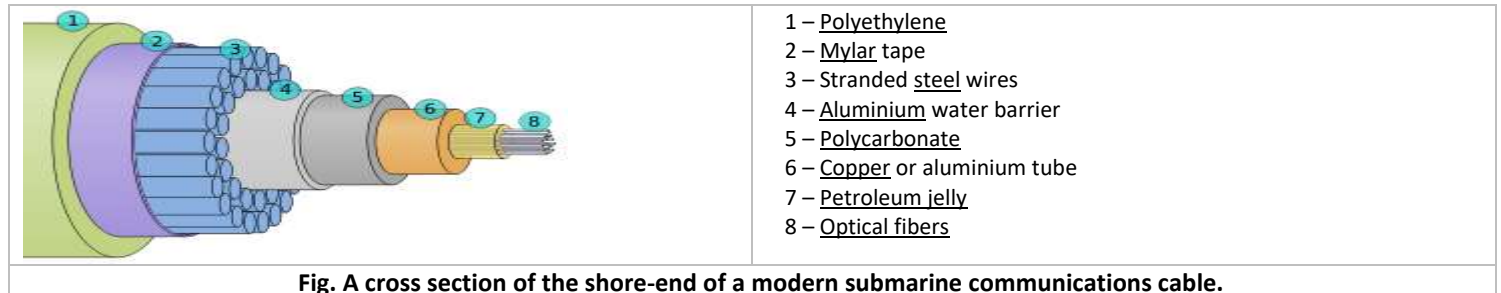 1
2
3
4
5
6
7
8
1 – Polyethylene
2 – Mylar tape
3 – Stranded steel wires
4 – Aluminium water barrier
5 – Polycarbonate
6 – Copper or aluminium tube
7 – Petroleum jelly
8 – Optical fibers
Fig. A cross section of the shore-end of a modern submarine communications cable.